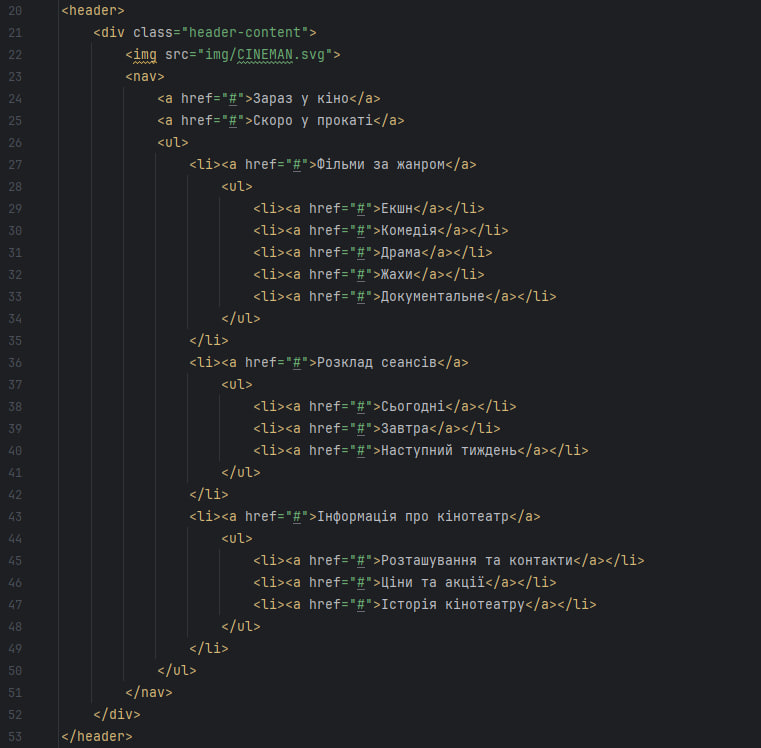 20 <header>
21 <div class="header-content">
22 <img src="img/CINEMAN.svg">
23 <nav>
24 <a href="#">Зараз у кіно</a>
25 <a href="#">Скоро у прокаті</a>
26 <ul>
27 <li><a href="#">Фільми за жанром</a>
28 <ul>
29 <li><a href="#">Екшн</a></li>
30 <li><a href="#">Комедія</a></li>
31 <li><a href="#">Драма</a></li>
32 <li><a href="#">Жахи</a></li>
33 <li><a href="#">Документальне</a></li>
34 </ul>
35 </li>
36 <li><a href="#">Розклад сеансів</a>
37 <ul>
38 <li><a href="#">Сьогодні</a></li>
39 <li><a href="#">Завтра</a></li>
40 <li><a href="#">Наступний тиждень</a></li>
41 </ul>
42 </li>
43 <li><a href="#">Інформація про кінотеатр</a>
44 <ul>
45 <li><a href="#">Розташування та контакти</a></li>
46 <li><a href="#">Ціни та акції</a></li>
47 <li><a href="#">Історія кінотеатру</a></li>
48 </ul>
49 </li>
50 </ul>
51 </nav>
52 </div>
53 </header>